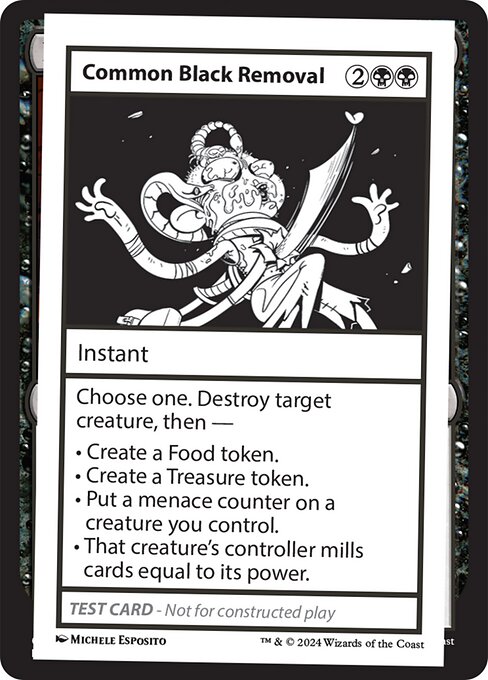 Common Black Removal 2
Instant
Choose one. Destroy target
creature, then —
• Create a Food token.
• Create a Treasure token.
• Put a menace counter on a
creature you control.
• That creature's controller mills
cards equal to its power.
TEST CARD - Not for constructed play
MICHELE ESPOSITO ™ & © 2024 Wizards of the Coast
ast